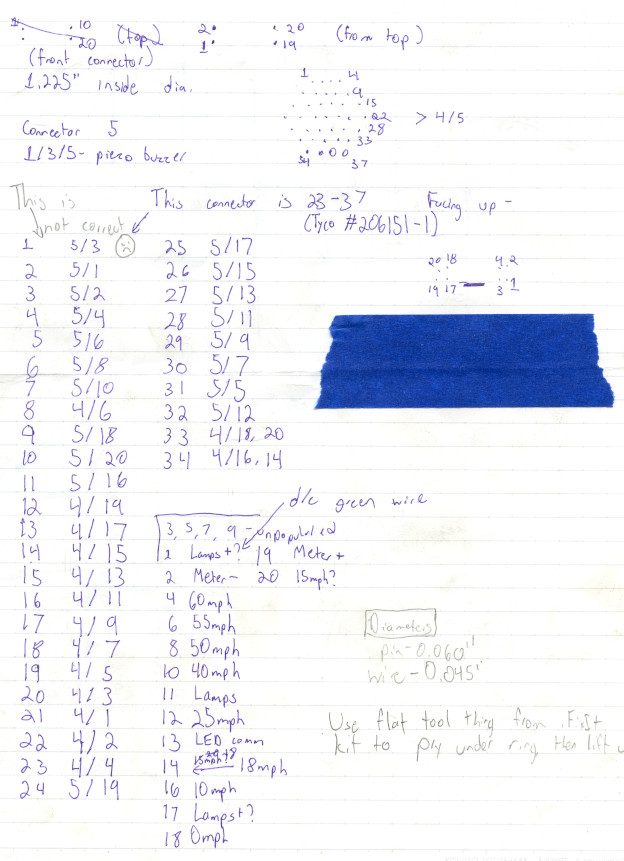 1 10 2 20 (from top)
20 (top) 1 19
(front connector)
1.225" inside dia.
1 4
9
15
22 > 4/5
28
33
34 37
Connector 5
1/3/5- piezo buzzer
This is not correct
This connector is 23-37
(Tyco #206151-1)
Facing up -
20 18 4 2
19 17 3 1
1 5/3 25 5/17
2 5/1 26 5/15
3 5/2 27 5/13
4 5/4 28 5/11
5 5/6 29 5/9
6 5/8 30 5/7
7 5/10 31 5/5
8 4/6 32 5/12
9 5/18 33 4/18, 20
10 5/20 34 4/16, 14
11 5/16
12 4/19
13 4/17
14 4/15
15 4/13
16 4/11
17 4/9
18 4/7
19 4/5
20 4/3
21 4/1
22 4/2
23 4/4
24 5/19
d/c green wire
3, 5, 7, 9 - unpopulated
1 Lamps+? 19 Meter+
2 Meter- 20 15mph?
4 60mph
6 55mph
8 50mph
10 40mph
11 Lamps
12 25mph
13 LED comm
14 15mph? 18mph
16 10mph
17 Lamps+?
18 0mph
Diameters
pin-0.060"
wire-0.045"
Use flat tool thing from iFixit
kit to pry under ring then lift